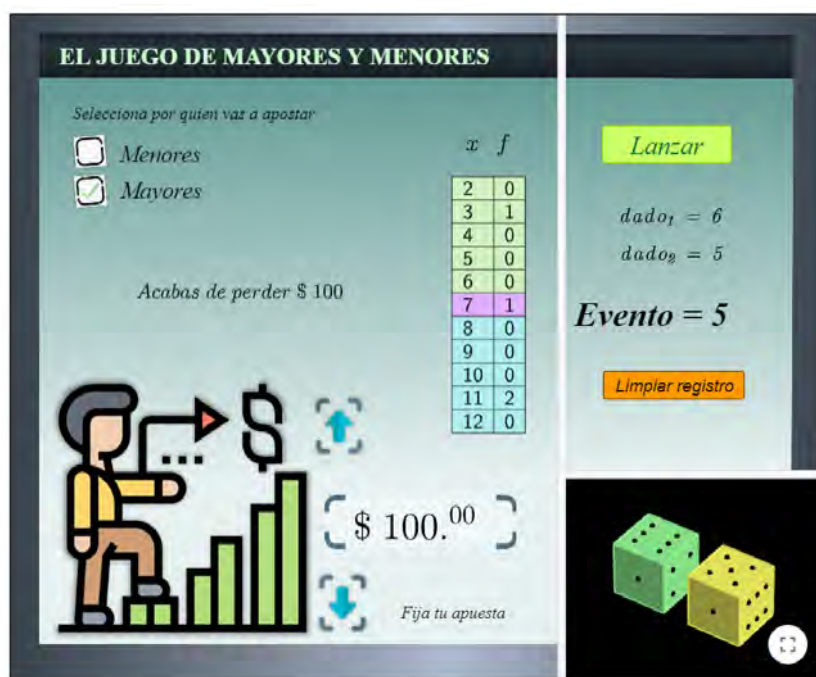 EL JUEGO DE MAYORES Y MENORES
Selecciona por quien vas a apostar
Menores
Mayores
Acabas de perder $ 100
x f
2 0
3 1
4 0
5 0
6 0
7 1
8 0
9 0
10 0
11 2
12 0
$ 100.00
Fija tu apuesta
Lanzar
dado1 = 6
dado2 = 5
Evento = 5
Limpiar registro